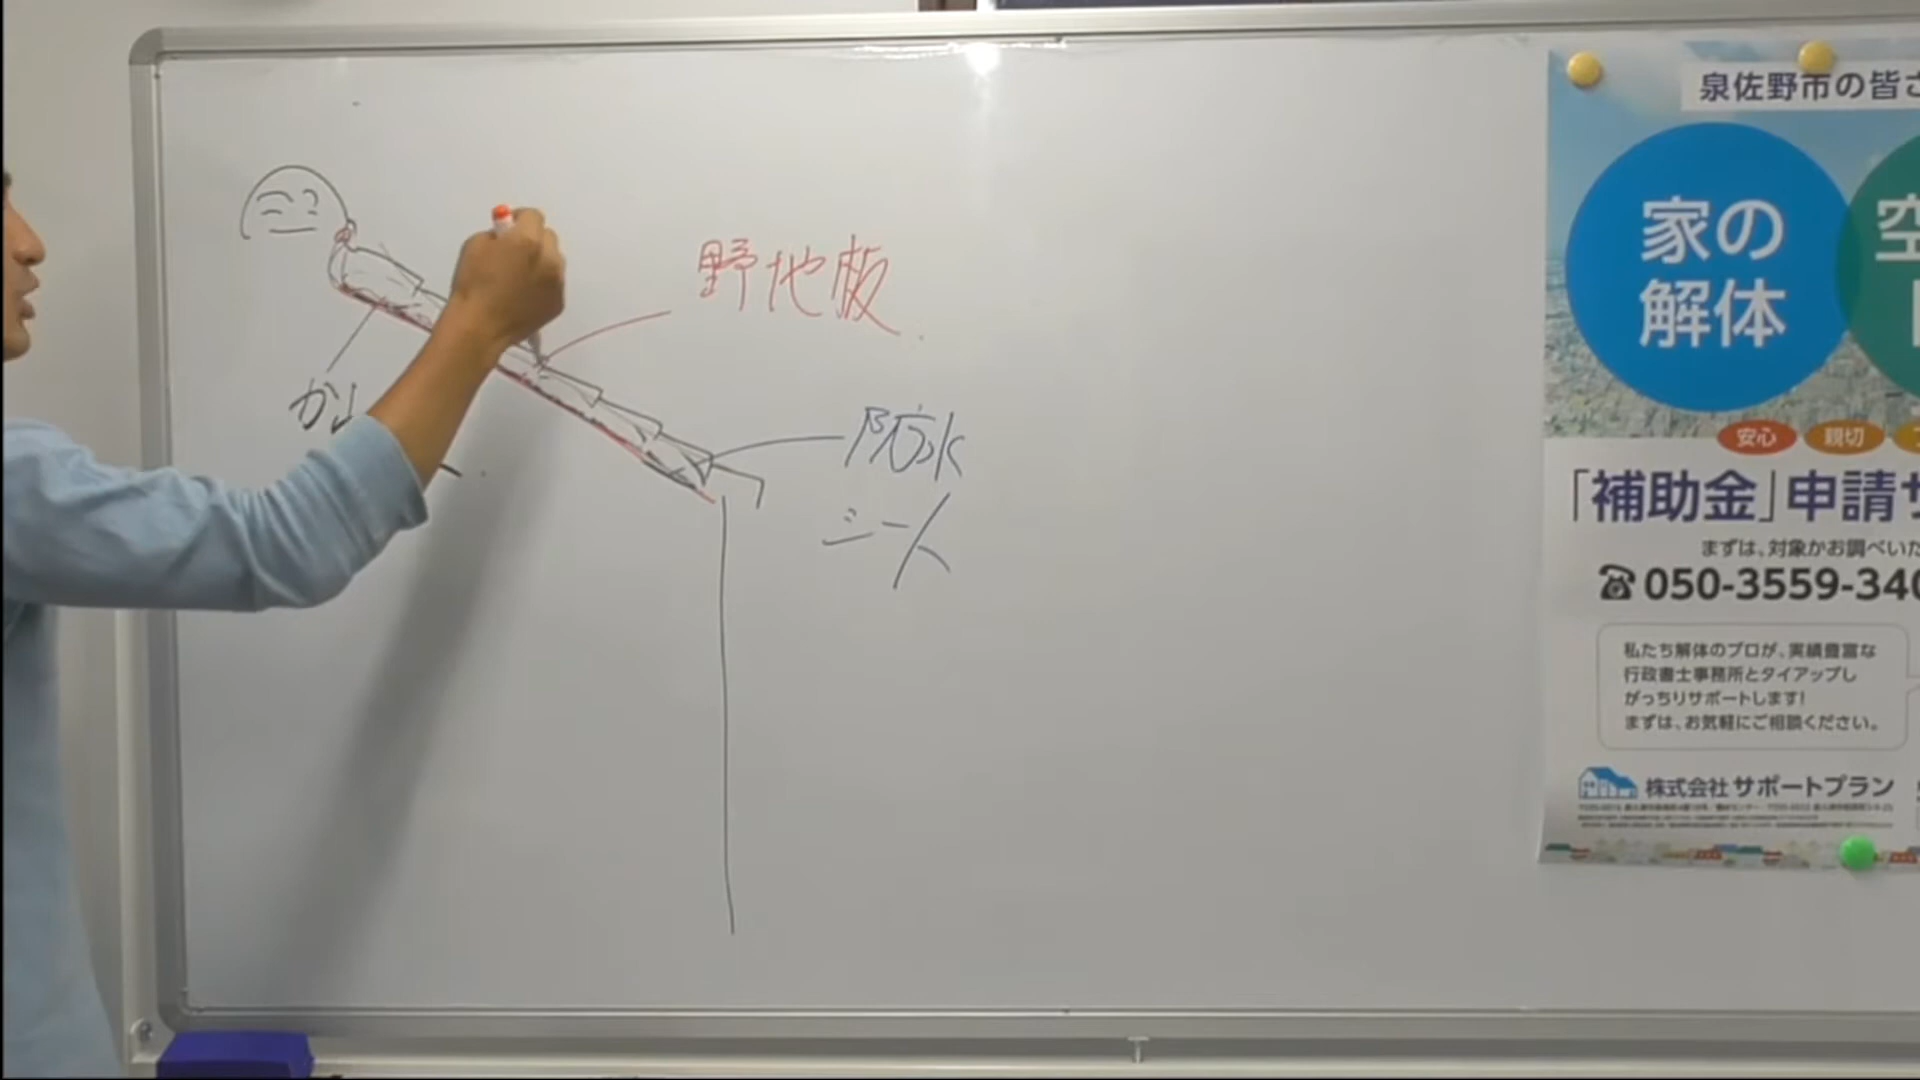 野地板
防水
シート
泉佐野市の皆さ
家の
解体
空
安心
親切
「補助金」申請サ
まずは、対象かお調べいた
050-3559-340
私たち解体のプロが、実績豊富な
行政書士事務所とタイアップし
がっちりサポートします!
まずは、お気軽にご相談ください。
株式会社 サポートプラン